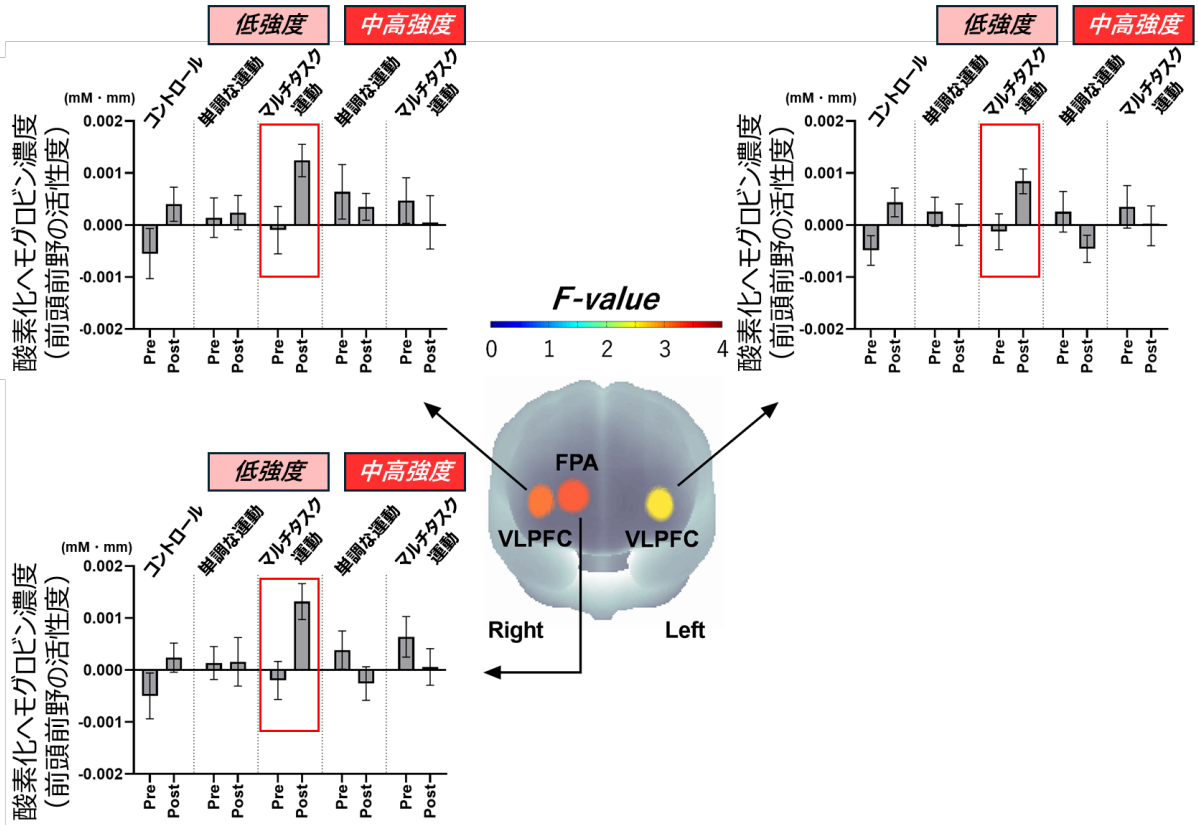 低強度
中高強度
コントロール
単調な運動
マルチタスク
運動
単調な運動
マルチタスク
運動
(mM・mm)
酸素化ヘモグロビン濃度
（前頭前野の活性度）
0.002
0.001
0.000
-0.001
-0.002
Pre
Post
Pre
Post
Pre
Post
Pre
Post
Pre
Post
低強度
中高強度
コントロール
単調な運動
マルチタスク
運動
単調な運動
マルチタスク
運動
(mM・mm)
酸素化ヘモグロビン濃度
（前頭前野の活性度）
0.002
0.001
0.000
-0.001
-0.002
Pre
Post
Pre
Post
Pre
Post
Pre
Post
Pre
Post
F-value
0 1 2 3 4
FPA
VLPFC
VLPFC
Right
Left
低強度
中高強度
コントロール
単調な運動
マルチタスク
運動
単調な運動
マルチタスク
運動
(mM・mm)
酸素化ヘモグロビン濃度
（前頭前野の活性度）
0.002
0.001
0.000
-0.001
-0.002
Pre
Post
Pre
Post
Pre
Post
Pre
Post
Pre
Post